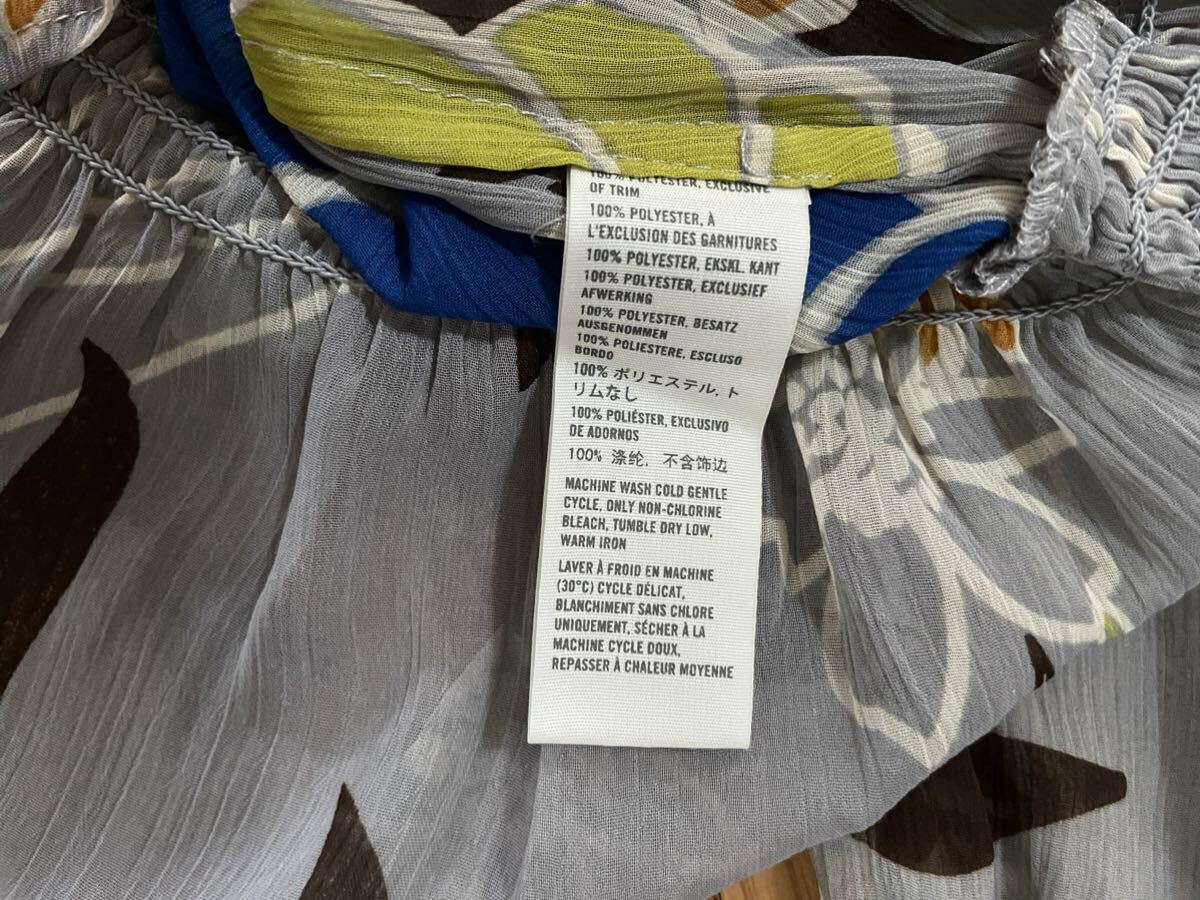 100% POLYESTER, EXCLUSIVE
OF TRIM
100% POLYESTER, À
L'EXCLUSION DES GARNITURES
100% POLYESTER, EKSKL. KANT
100% POLYESTER, EXCLUSIEF
AFWERKING
100% POLYESTER, BESATZ
AUSGENOMMEN
100% POLIESTERE, ESCLUSO
BORDO
100% ポリエステル, ト
リムなし
100% POLIÉSTER, EXCLUSIVO
DE ADORNOS
100% 涤纶, 不含饰边
MACHINE WASH COLD GENTLE
CYCLE, ONLY NON-CHLORINE
BLEACH, TUMBLE DRY LOW,
WARM IRON
LAVER À FROID EN MACHINE
(30°C) CYCLE DÉLICAT,
BLANCHIMENT SANS CHLORE
UNIQUEMENT, SÉCHER À LA
MACHINE CYCLE DOUX,
REPASSER À CHALEUR MOYENNE